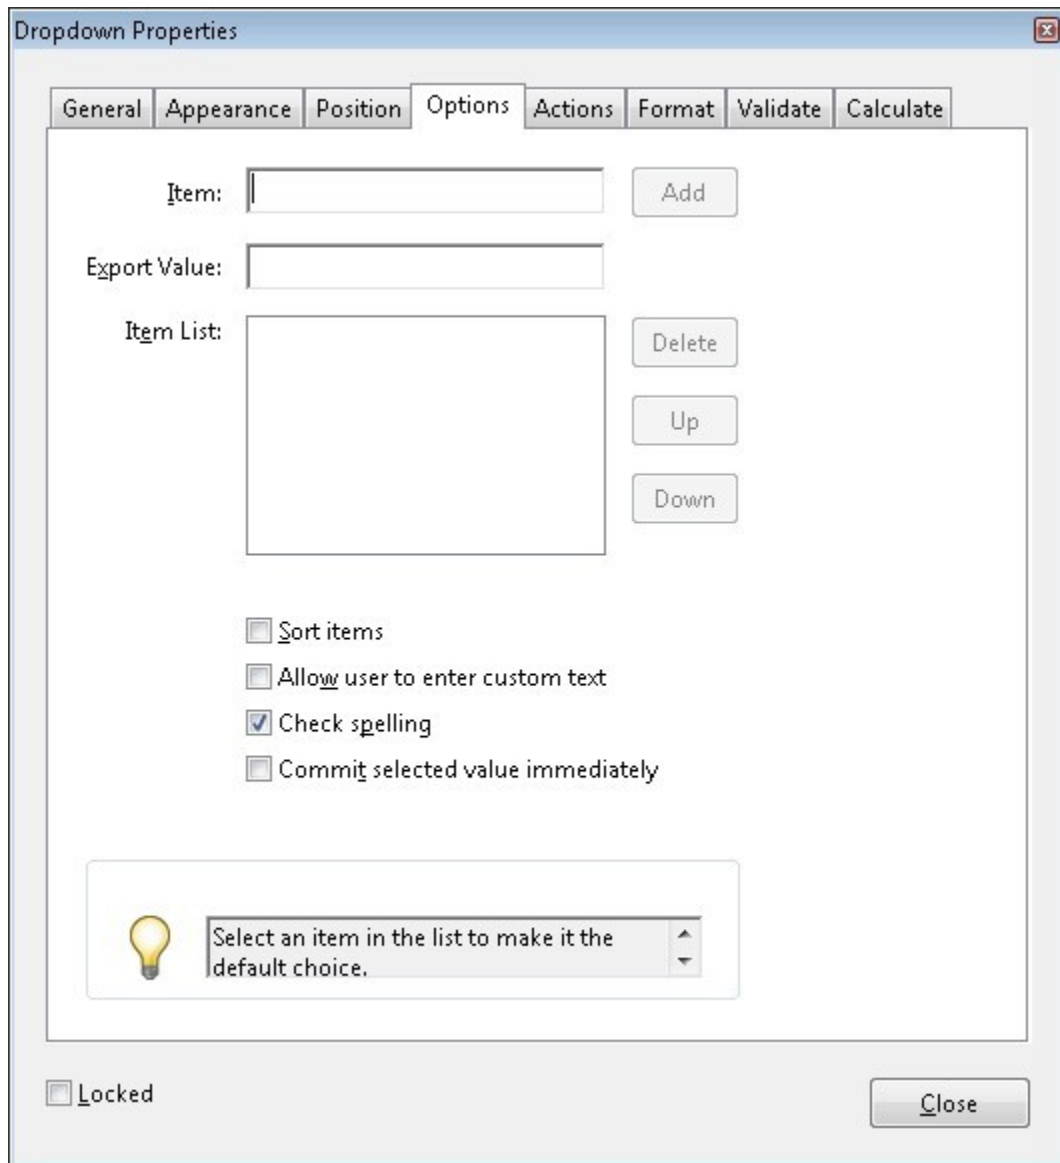 Dropdown Properties
General Appearance Position Options Actions Format Validate Calculate
Item: Add
Export Value:
Item List: Delete
Up
Down
Sort items
Allow user to enter custom text
Check spelling
Commit selected value immediately
Select an item in the list to make it the
default choice.
Locked
Close